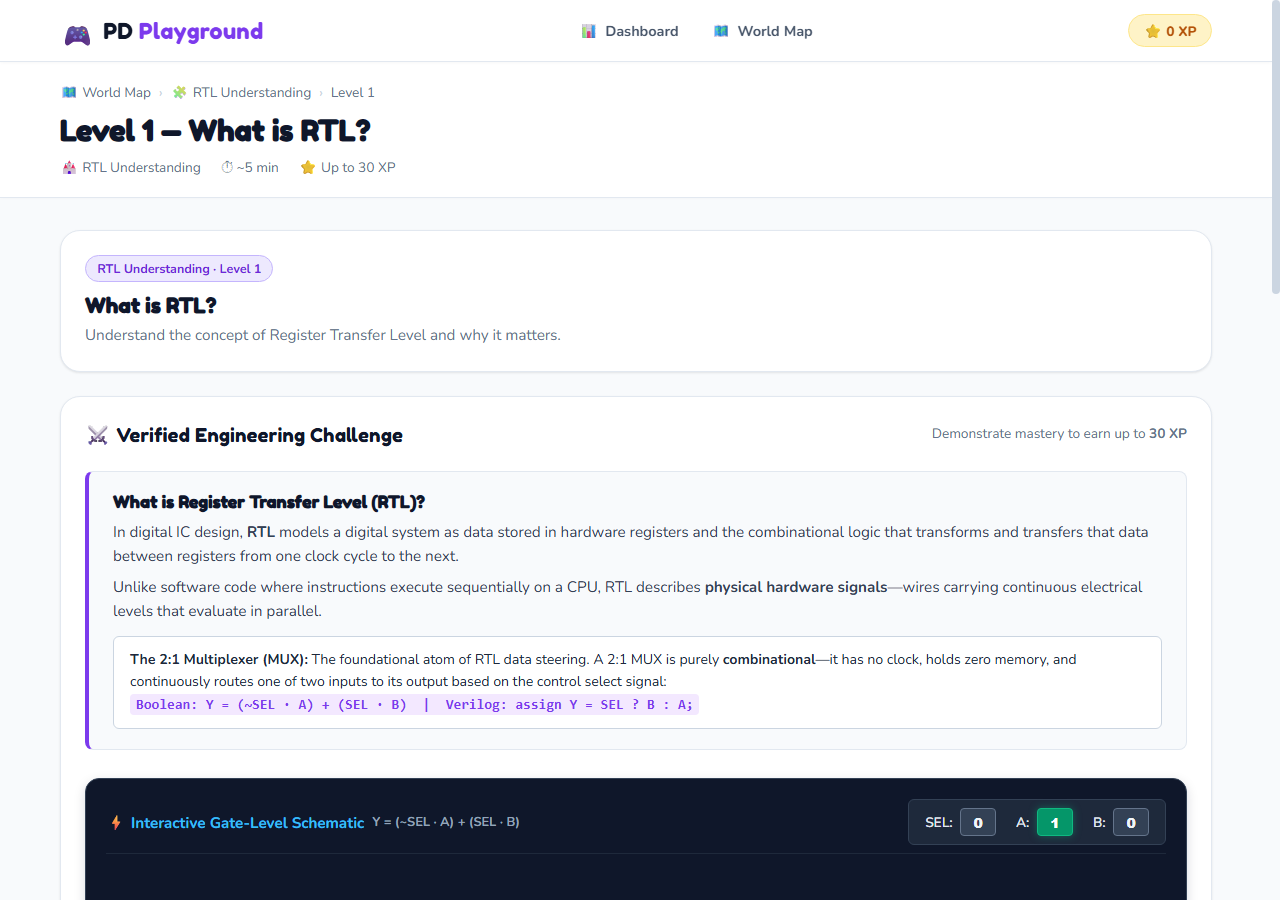 PD Playground
Dashboard
World Map
0 XP
World Map › RTL Understanding › Level 1
Level 1 — What is RTL?
RTL Understanding
~5 min
Up to 30 XP
RTL Understanding · Level 1
What is RTL?
Understand the concept of Register Transfer Level and why it matters.
Verified Engineering Challenge
Demonstrate mastery to earn up to 30 XP
What is Register Transfer Level (RTL)?
In digital IC design, RTL models a digital system as data stored in hardware registers and the combinational logic that transforms and transfers that data
between registers from one clock cycle to the next.
Unlike software code where instructions execute sequentially on a CPU, RTL describes physical hardware signals—wires carrying continuous electrical
levels that evaluate in parallel.
The 2:1 Multiplexer (MUX): The foundational atom of RTL data steering. A 2:1 MUX is purely combinational—it has no clock, holds zero memory, and
continuously routes one of two inputs to its output based on the control select signal:
Boolean: Y = (~SEL · A) + (SEL · B) | Verilog: assign Y = SEL ? B : A;
Interactive Gate-Level Schematic Y = (~SEL · A) + (SEL · B)
SEL: 0 A: 1 B: 0